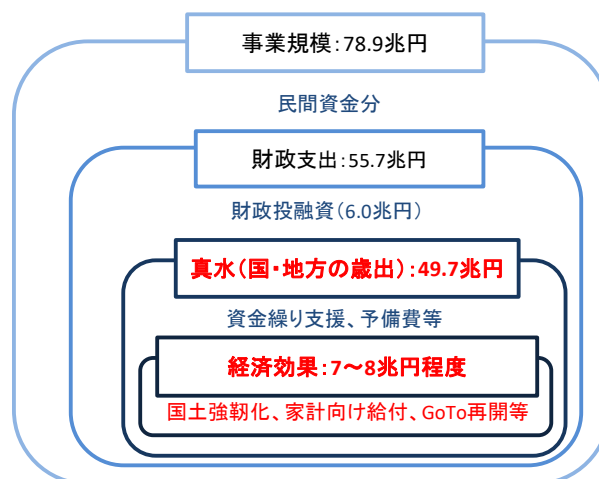 事業規模：78.9兆円
民間資金分
財政支出：55.7兆円
財政投融資（6.0兆円）
真水（国・地方の歳出）：49.7兆円
資金繰り支援、予備費等
経済効果：7～8兆円程度
国土強靭化、家計向け給付、GoTo再開等